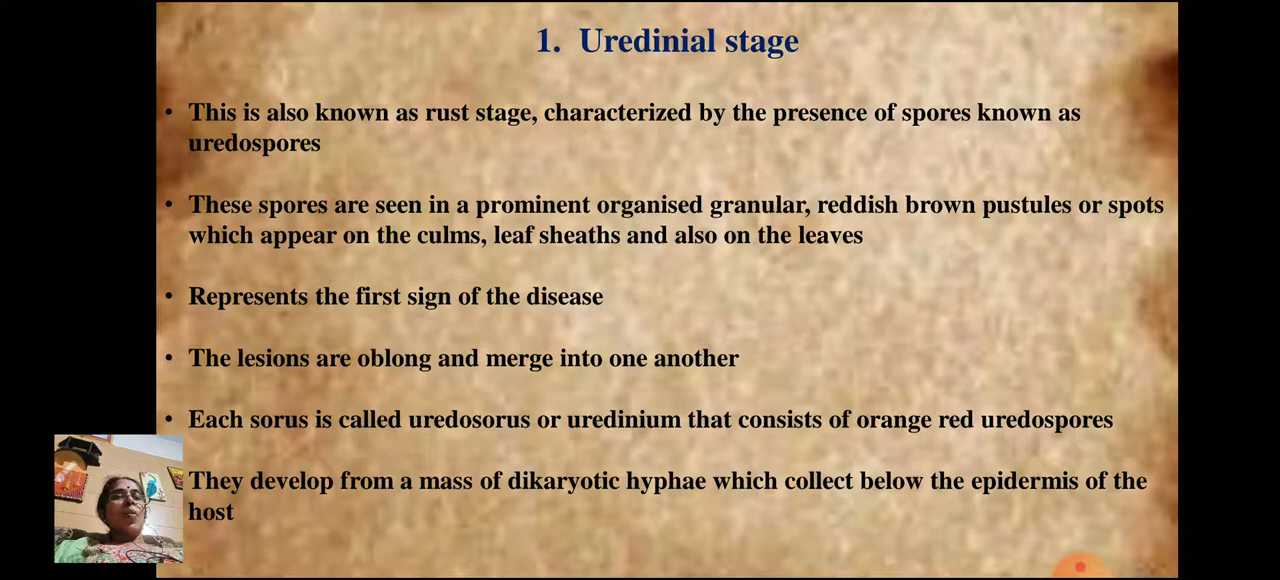 1. Uredinial stage
• This is also known as rust stage, characterized by the presence of spores known as
uredospores
• These spores are seen in a prominent organised granular, reddish brown pustules or spots
which appear on the culms, leaf sheaths and also on the leaves
• Represents the first sign of the disease
• The lesions are oblong and merge into one another
• Each sorus is called uredosorus or uredinium that consists of orange red uredospores
They develop from a mass of dikaryotic hyphae which collect below the epidermis of the
host